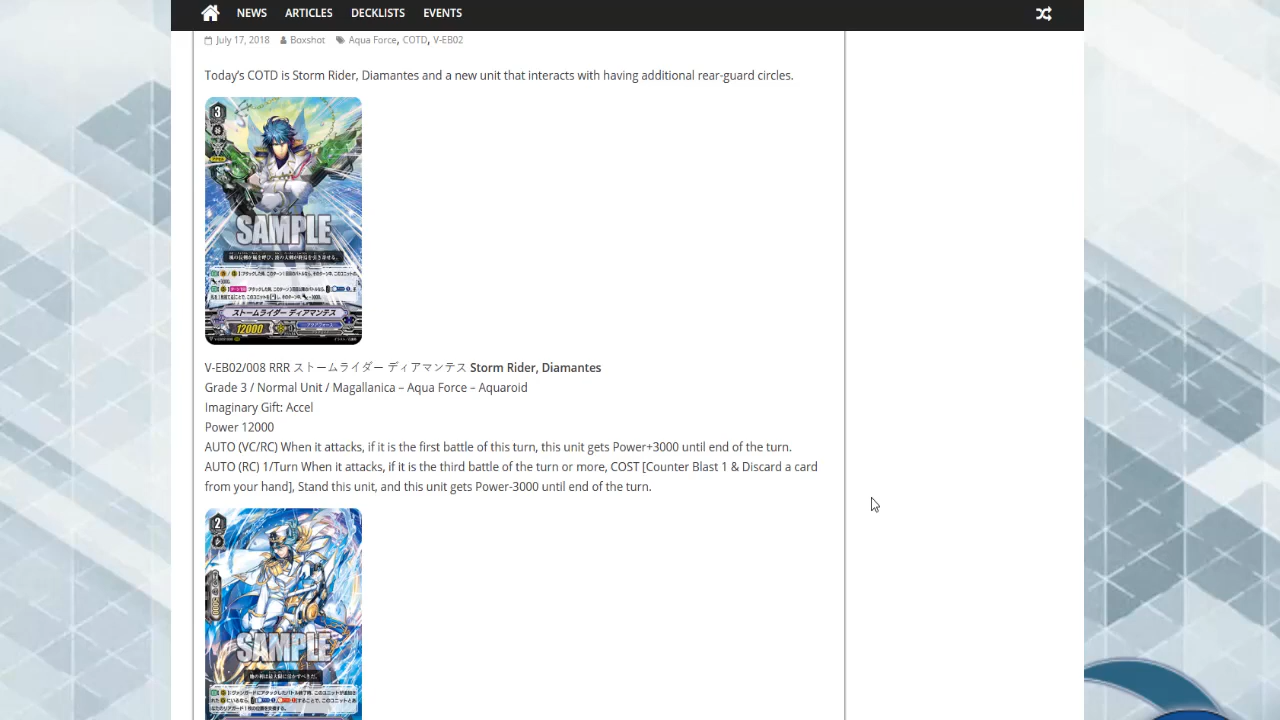 NEWS ARTICLES DECKLISTS EVENTS
July 17, 2018 Boxshot Aqua Force, COTD, V-EB02
Today's COTD is Storm Rider, Diamantes and a new unit that interacts with having additional rear-guard circles.
3
SAMPLE
ストームライダー ディアマンテス
12000
V-EB02/008 RRR ストームライダー ディアマンテス Storm Rider, Diamantes
Grade 3 / Normal Unit / Magallanica – Aqua Force – Aquaroid
Imaginary Gift: Accel
Power 12000
AUTO (VC/RC) When it attacks, if it is the first battle of this turn, this unit gets Power+3000 until end of the turn.
AUTO (RC) 1/Turn When it attacks, if it is the third battle of the turn or more, COST [Counter Blast 1 & Discard a card
from your hand], Stand this unit, and this unit gets Power-3000 until end of the turn.
2
SAMPLE